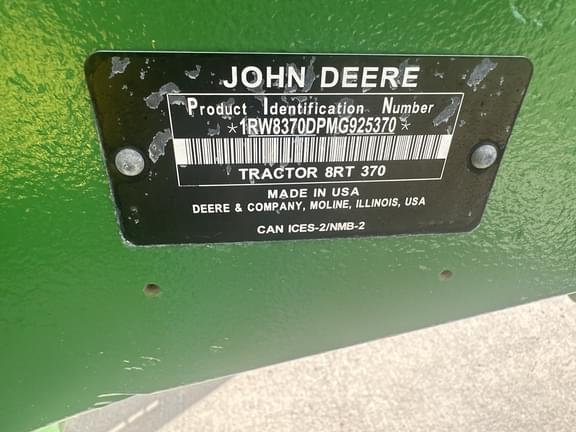 JOHN DEERE
Product Identification Number
*1RW8370DPMG925370*
TRACTOR 8RT 370
MADE IN USA
DEERE & COMPANY, MOLINE, ILLINOIS, USA
CAN ICES-2/NMB-2